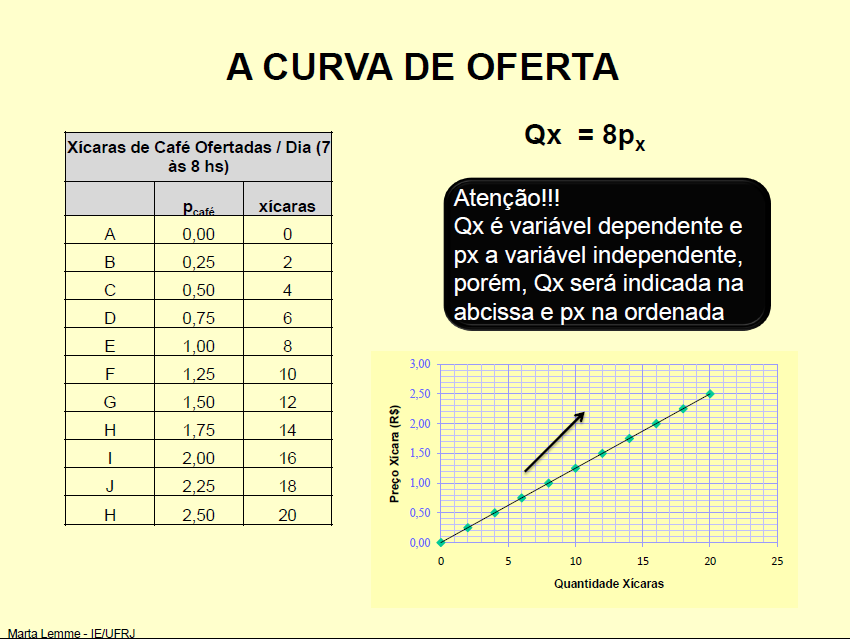 A CURVA DE OFERTA
Xícaras de Café Ofertadas / Dia (7
às 8 hs)
p café xícaras
A 0,00 0
B 0,25 2
C 0,50 4
D 0,75 6
E 1,00 8
F 1,25 10
G 1,50 12
H 1,75 14
I 2,00 16
J 2,25 18
H 2,50 20
Qx = 8px
Atenção!!!
Qx é variável dependente e
px a variável independente,
porém, Qx será indicada na
abcissa e px na ordenada
Preço Xicara (R$)
3,00
2,50
2,00
1,50
1,00
0,50
0,00
0 5 10 15 20 25
Quantidade Xícaras
Marta Lemme - IE/UFRJ